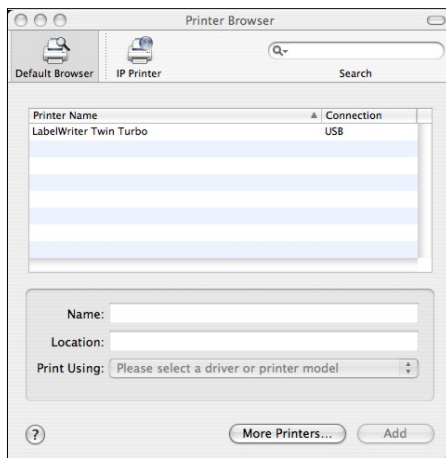 Printer Browser
Default Browser IP Printer Search
Printer Name Connection
LabelWriter Twin Turbo USB
Name:
Location:
Print Using: Please select a driver or printer model
? More Printers... Add